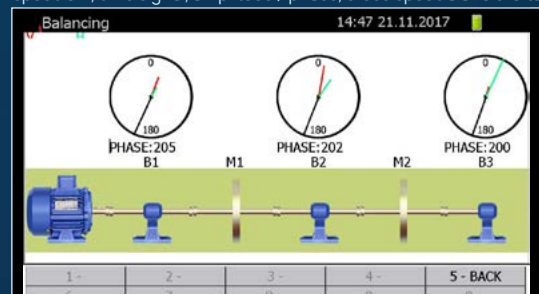 Balancing 14:47 21.11.2017
0 0 0
180 180 180
PHASE:205 PHASE:202 PHASE:200
B1 M1 B2 M2 B3
1 - 2 - 3 - 4 - 5 - BACK